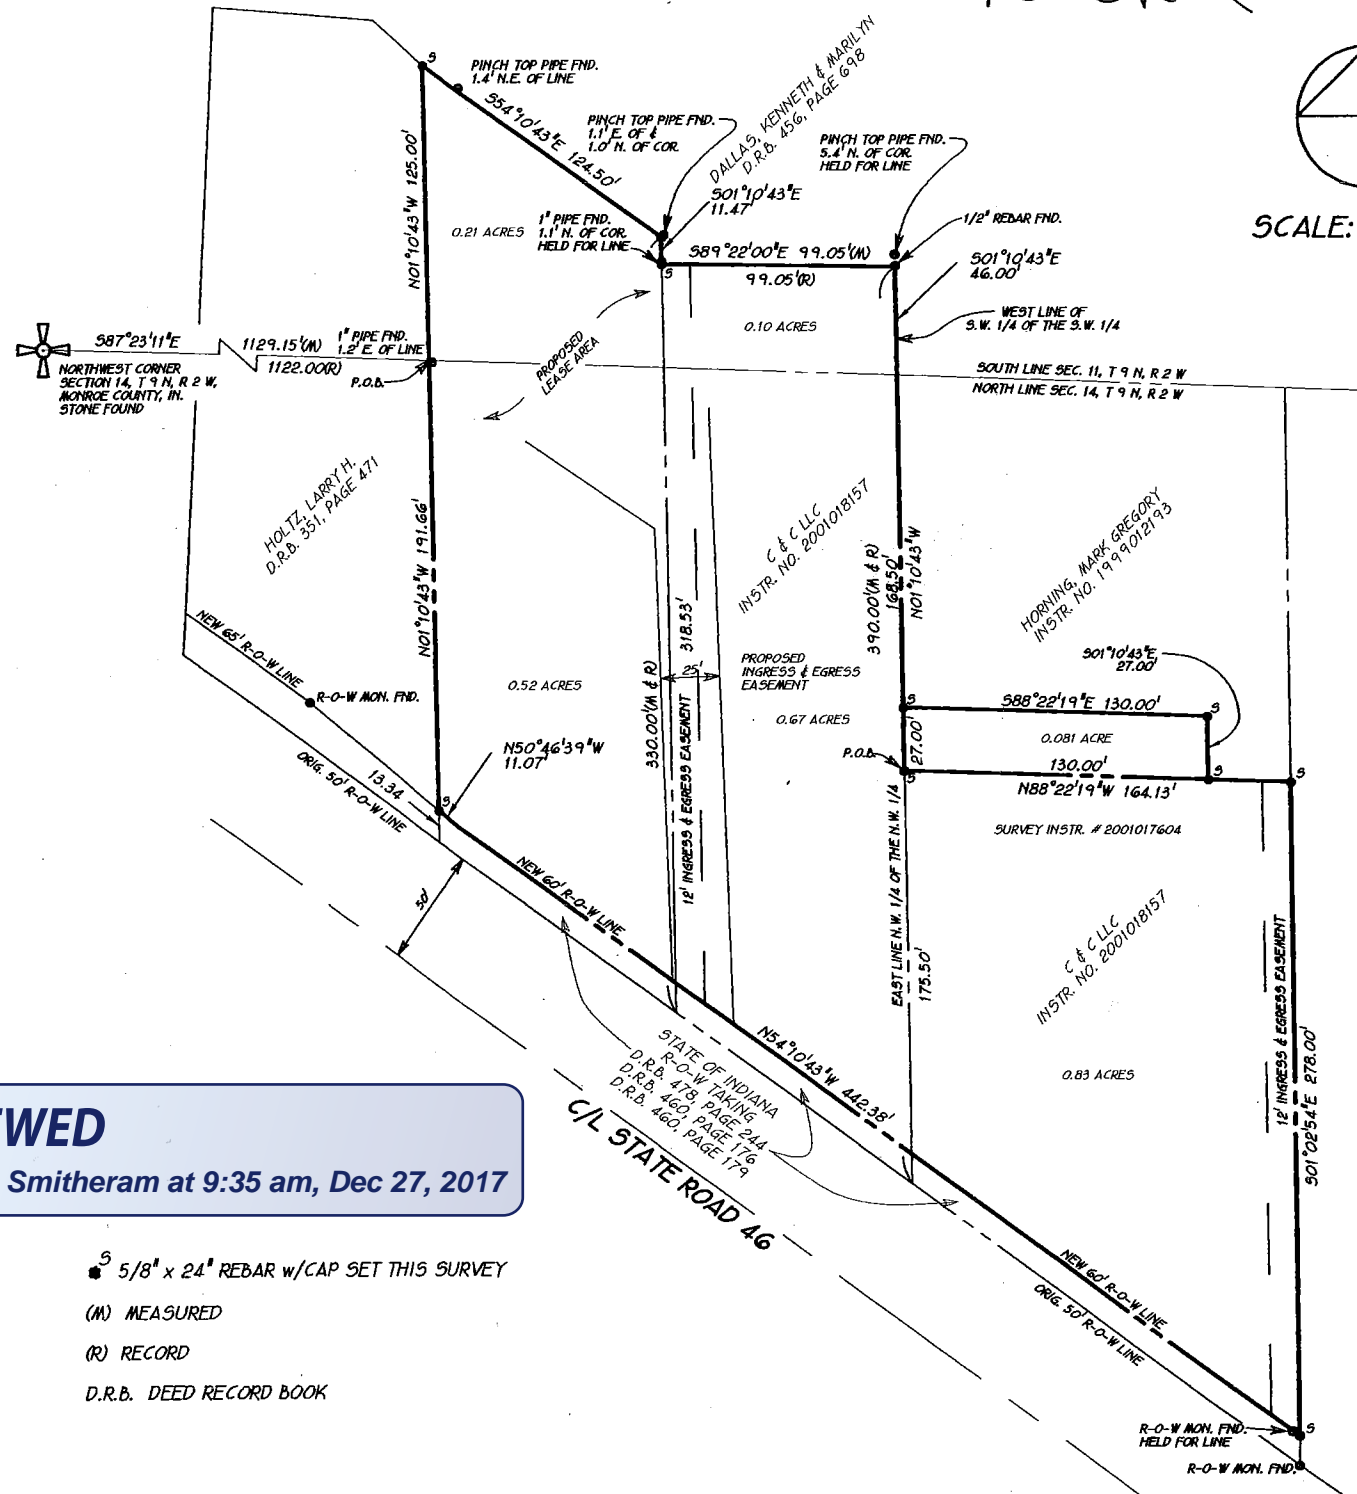 PINCH TOP PIPE FND.
1.4' N.E. OF LINE
S54°10'43"E 124.50'
PINCH TOP PIPE FND.
1.1' E. OF &
1.0' N. OF COR.
DALLAS, KENNETH & MARILYN
D.R.B. 456, PAGE 698
PINCH TOP PIPE FND.
5.4' N. OF COR.
HELD FOR LINE
N01°10'43"W 125.00'
S01°10'43"E
11.47'
1" PIPE FND.
1.1' N. OF COR.
HELD FOR LINE
0.21 ACRES
1/2" REBAR FND.
SCALE:
S89°22'00"E 99.05'(M)
99.05'(R)
S01°10'43"E
46.00'
WEST LINE OF
S.W. 1/4 OF THE S.W. 1/4
0.10 ACRES
S87°23'11"E
1129.15'(M)
1122.00(R)
1" PIPE FND.
1.2' E. OF LINE
P.O.B.
NORTHWEST CORNER
SECTION 14, T 9 N, R 2 W,
MONROE COUNTY, IN.
STONE FOUND
PROPOSED
LEASE AREA
SOUTH LINE SEC. 11, T 9 N, R 2 W
NORTH LINE SEC. 14, T 9 N, R 2 W
HOLTZ, LARRY H.
D.R.B. 351, PAGE 471
N01°10'43"W 191.66'
C & C LLC
INSTR. NO. 2001018157
390.00'(M & R)
168.50'
N01°10'43"W
HORNING, MARK GREGORY
INSTR. NO. 1999012193
S01°10'43"E
27.00'
NEW 65' R-O-W LINE
R-O-W MON. FND.
0.52 ACRES
330.00'(M & R)
318.53'
25'
12' INGRESS & EGRESS EASEMENT
PROPOSED
INGRESS & EGRESS
EASEMENT
0.67 ACRES
S88°22'19"E 130.00'
0.081 ACRE
27.00'
P.O.B.
130.00'
N88°22'19"W 164.13'
ORIG. 50' R-O-W LINE
13.34
N50°46'39"W
11.07'
SURVEY INSTR. # 2001017604
EAST LINE N.W. 1/4 OF THE N.W. 1/4
175.50'
NEW 60' R-O-W LINE
50'
C & C LLC
INSTR. NO. 2001018157
12' INGRESS & EGRESS EASEMENT
S01°02'54"E 278.00'
0.83 ACRES
N54°10'43"W 442.38'
STATE OF INDIANA
R-O-W TAKING
D.R.B. 478, PAGE 244
D.R.B. 460, PAGE 176
D.R.B. 460, PAGE 179
C/L STATE ROAD 46
NEW 60' R-O-W LINE
ORIG. 50' R-O-W LINE
R-O-W MON. FND.
HELD FOR LINE
R-O-W MON. FND.
S
S
S
S
S
S
S
S
S
EWED
Smitheram at 9:35 am, Dec 27, 2017
S 5/8" x 24" REBAR w/CAP SET THIS SURVEY
(M) MEASURED
(R) RECORD
D.R.B. DEED RECORD BOOK